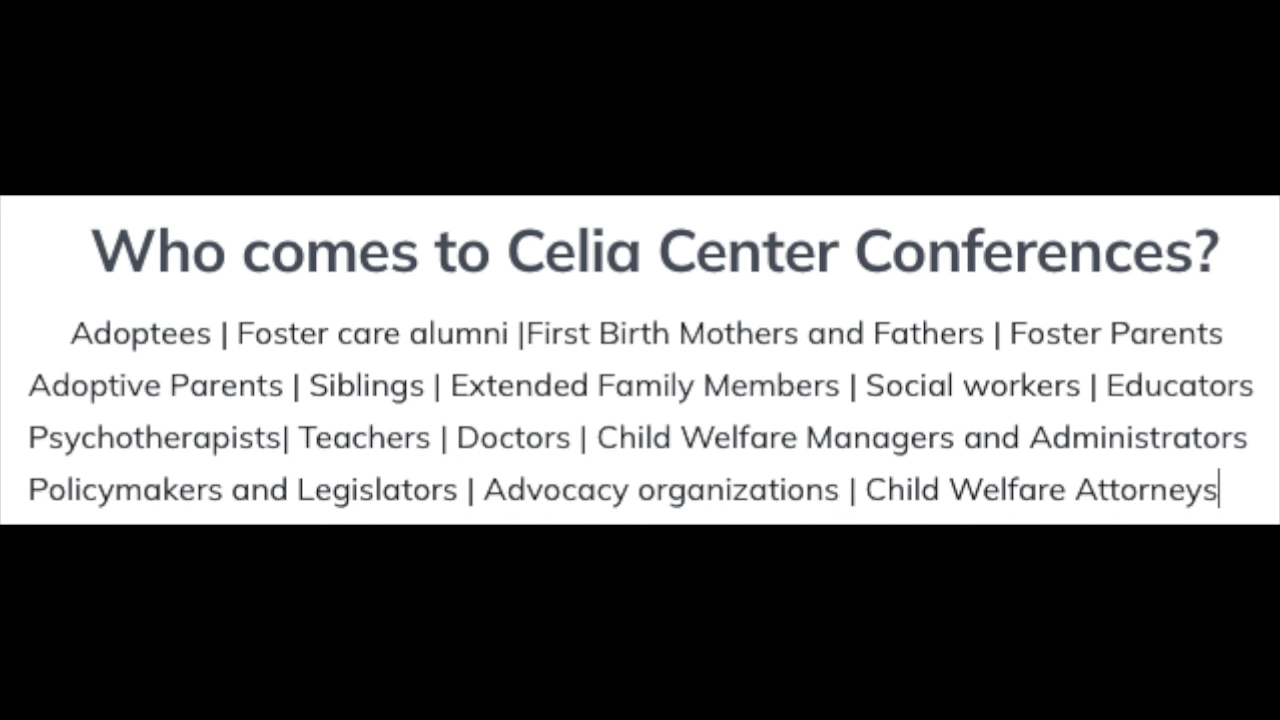 Who comes to Celia Center Conferences?
Adoptees | Foster care alumni |First Birth Mothers and Fathers | Foster Parents
Adoptive Parents | Siblings | Extended Family Members | Social workers | Educators
Psychotherapists| Teachers | Doctors | Child Welfare Managers and Administrators
Policymakers and Legislators | Advocacy organizations | Child Welfare Attorneys